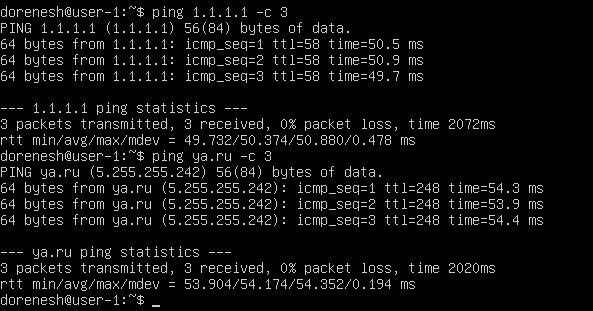 dorenesh@user-1:~$ ping 1.1.1.1 -c 3
PING 1.1.1.1 (1.1.1.1) 56(84) bytes of data.
64 bytes from 1.1.1.1: icmp_seq=1 ttl=58 time=50.5 ms
64 bytes from 1.1.1.1: icmp_seq=2 ttl=58 time=50.9 ms
64 bytes from 1.1.1.1: icmp_seq=3 ttl=58 time=49.7 ms
--- 1.1.1.1 ping statistics ---
3 packets transmitted, 3 received, 0% packet loss, time 2072ms
rtt min/avg/max/mdev = 49.732/50.374/50.880/0.478 ms
dorenesh@user-1:~$ ping ya.ru -c 3
PING ya.ru (5.255.255.242) 56(84) bytes of data.
64 bytes from ya.ru (5.255.255.242): icmp_seq=1 ttl=248 time=54.3 ms
64 bytes from ya.ru (5.255.255.242): icmp_seq=2 ttl=248 time=53.9 ms
64 bytes from ya.ru (5.255.255.242): icmp_seq=3 ttl=248 time=54.4 ms
--- ya.ru ping statistics ---
3 packets transmitted, 3 received, 0% packet loss, time 2020ms
rtt min/avg/max/mdev = 53.904/54.174/54.352/0.194 ms
dorenesh@user-1:~$ _